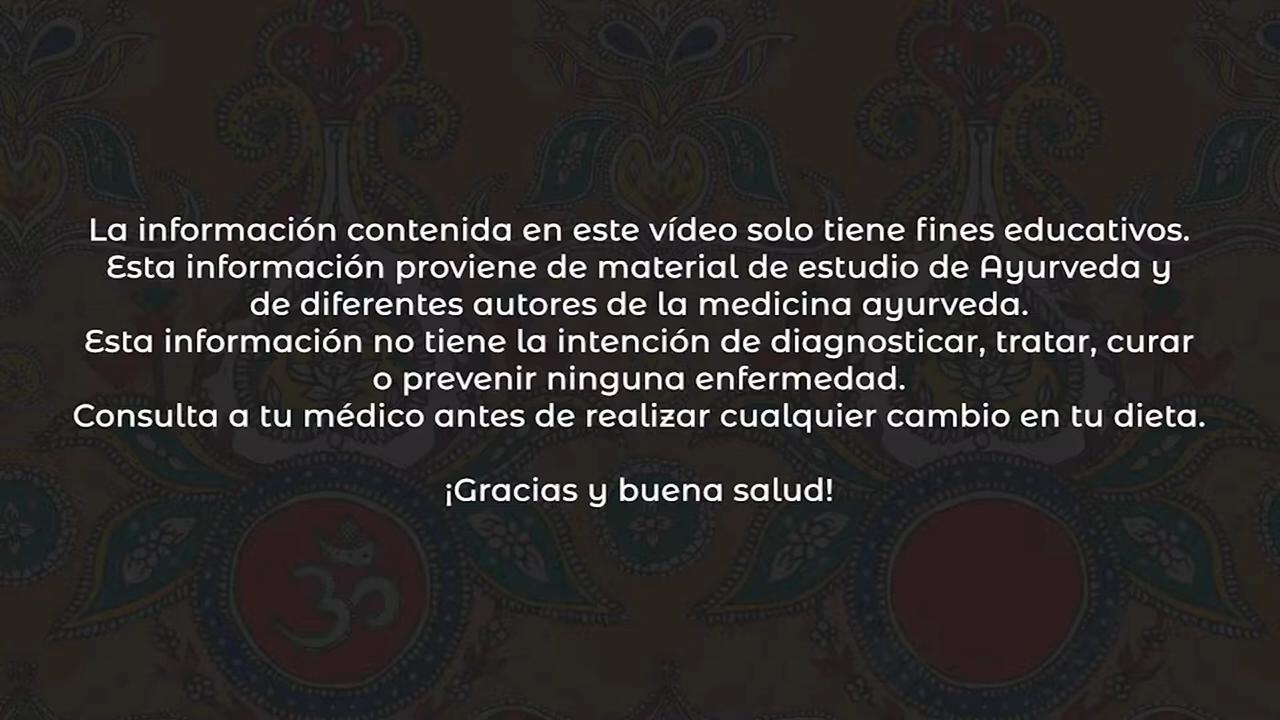 La información contenida en este vídeo solo tiene fines educativos.
Esta información proviene de material de estudio de Ayurveda y
de diferentes autores de la medicina ayurveda.
Esta información no tiene la intención de diagnosticar, tratar, curar
o prevenir ninguna enfermedad.
Consulta a tu médico antes de realizar cualquier cambio en tu dieta.
¡Gracias y buena salud!
ॐ